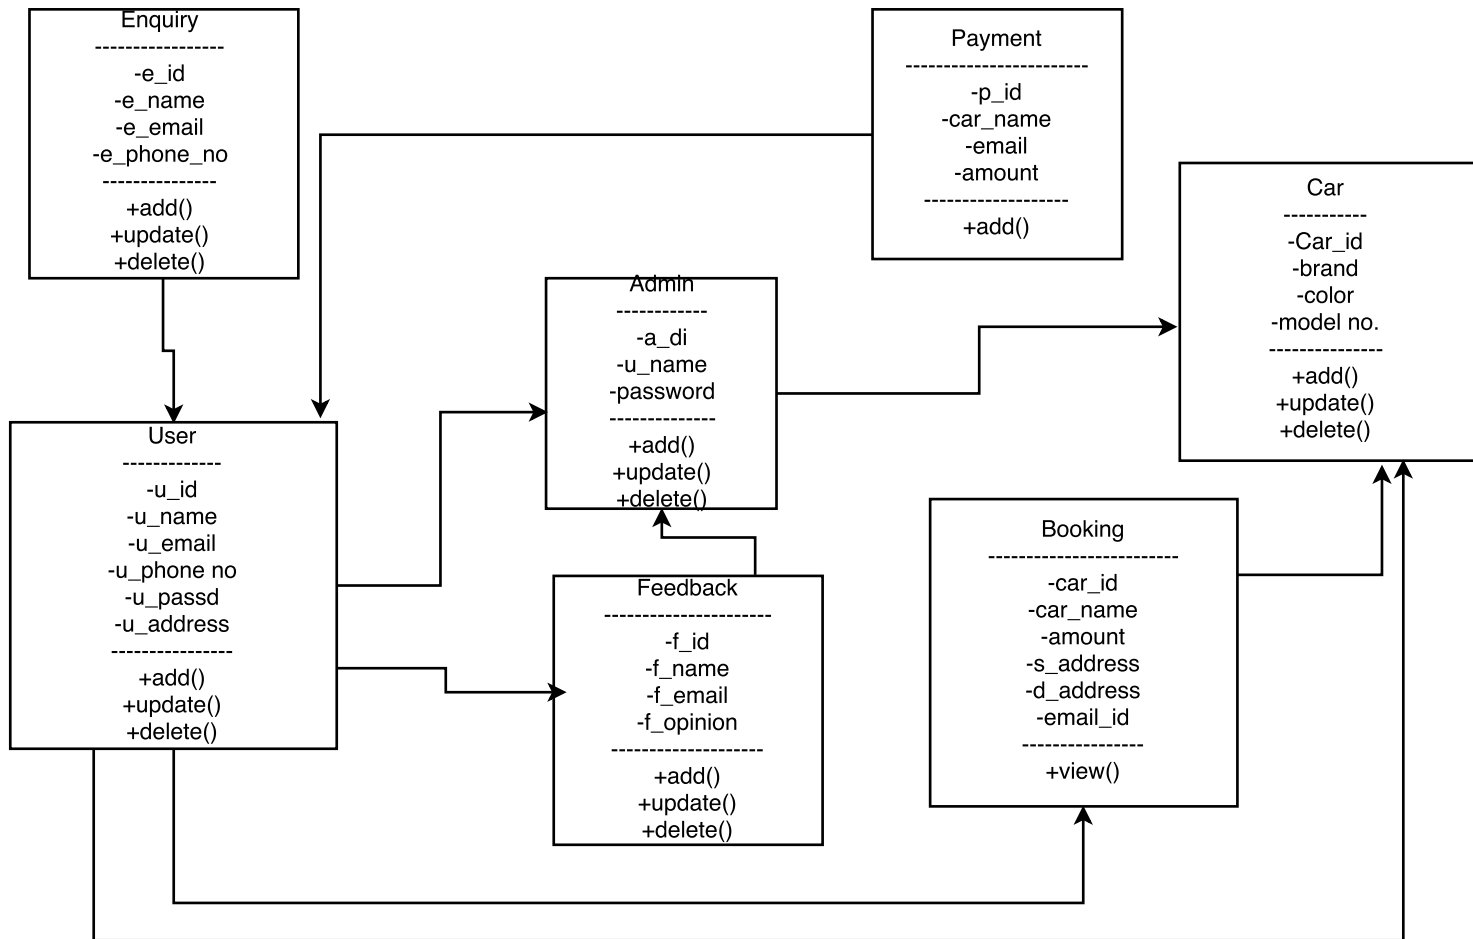 Enquiry
------------------
-e_id
-e_name
-e_email
-e_phone_no
---------------
+add()
+update()
+delete()
Payment
-------------------------
-p_id
-car_name
-email
-amount
--------------------
+add()
Car
-----------
-Car_id
-brand
-color
-model no.
---------------
+add()
+update()
+delete()
Admin
------------
-a_di
-u_name
-password
--------------
+add()
+update()
+delete()
User
-------------
-u_id
-u_name
-u_email
-u_phone no
-u_passd
-u_address
----------------
+add()
+update()
+delete()
Feedback
-----------------------
-f_id
-f_name
-f_email
-f_opinion
--------------------
+add()
+update()
+delete()
Booking
--------------------------
-car_id
-car_name
-amount
-s_address
-d_address
-email_id
----------------
+view()